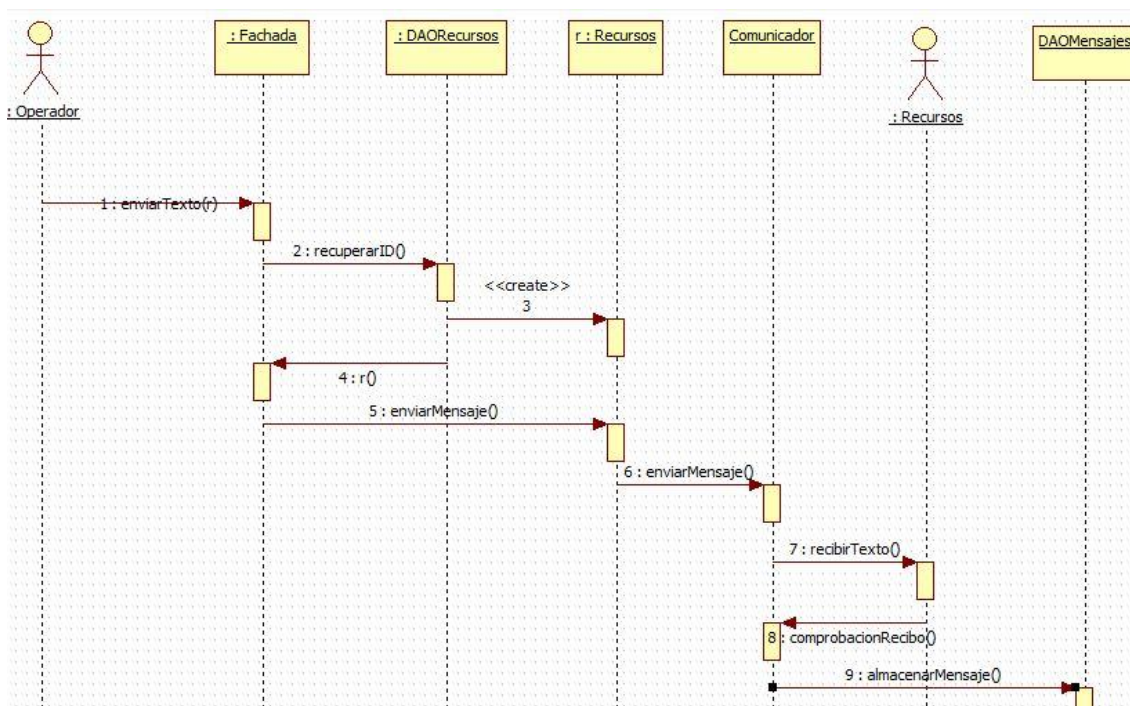 : Operador
: Fachada
: DAORecursos
r : Recursos
Comunicador
: Recursos
DAOMensajes
1 : enviarTexto(r)
2 : recuperarID()
<<create>>
3
4 : r()
5 : enviarMensaje()
6 : enviarMensaje()
7 : recibirTexto()
8 : comprobacionRecibo()
9 : almacenarMensaje()